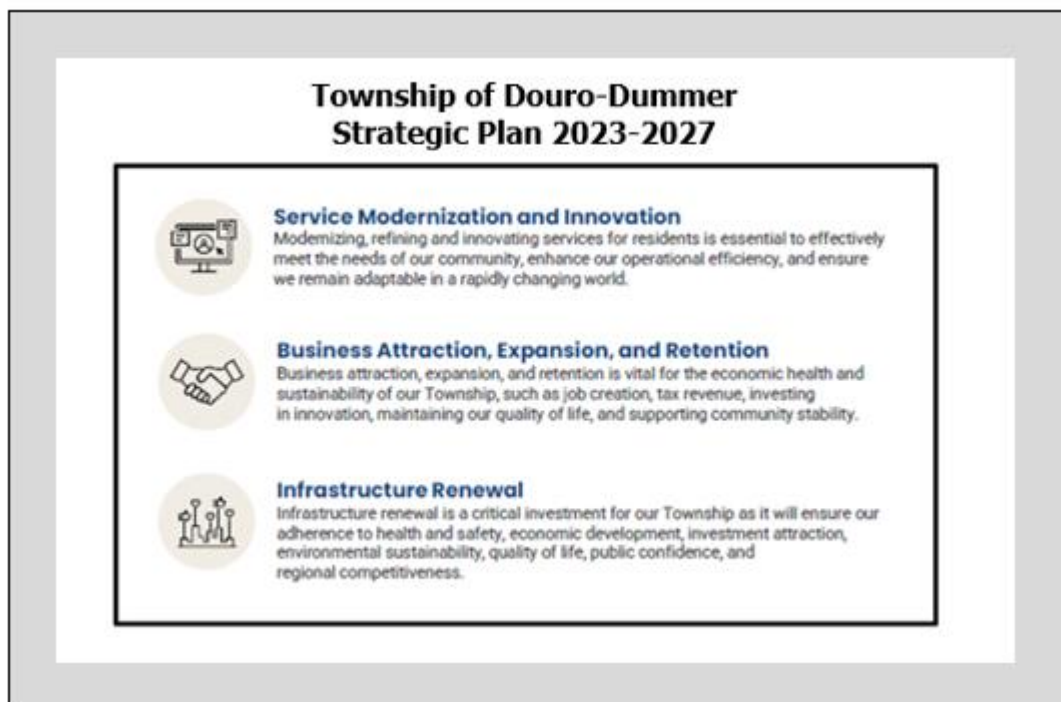 Township of Douro-Dummer
Strategic Plan 2023-2027
Service Modernization and Innovation
Modernizing, refining and innovating services for residents is essential to effectively
meet the needs of our community, enhance our operational efficiency, and ensure
we remain adaptable in a rapidly changing world.
Business Attraction, Expansion, and Retention
Business attraction, expansion, and retention is vital for the economic health and
sustainability of our Township, such as job creation, tax revenue, investing
in innovation, maintaining our quality of life, and supporting community stability.
Infrastructure Renewal
Infrastructure renewal is a critical investment for our Township as it will ensure our
adherence to health and safety, economic development, investment attraction,
environmental sustainability, quality of life, public confidence, and
regional competitiveness.